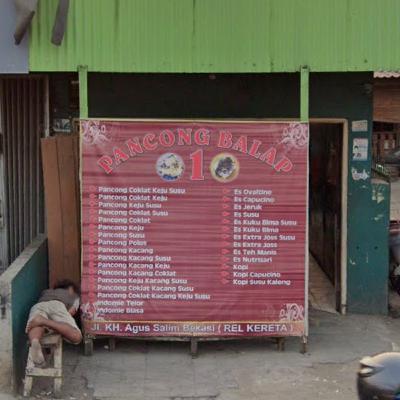 PANCONG BALAP
10
Pancong Coklat Keju Susu
Pancong Coklat Keju
Pancong Keju Susu
Pancong Coklat Susu
Pancong Coklat
Pancong Keju
Pancong Susu
Pancong Polos
Pancong Kacang
Pancong Kacang Susu
Pancong Kacang Keju
Pancong Kacang Coklat
Pancong Keju Kacang Susu
Pancong Coklat Kacang Susu
Pancong Coklat Kacang Keju Susu
Indomie Telor
Indomie Biasa
Es Ovaltine
Es Capucino
Es Jeruk
Es Susu
Es Kuku Bima Susu
Es Kuku Bima
Es Extra Joss Susu
Es Extra Joss
Es Teh Manis
Es Nutrisari
Kopi
Kopi Capucino
Kopi Susu Kaleng
Jl. KH. Agus Salim Bekasi ( REL KERETA )